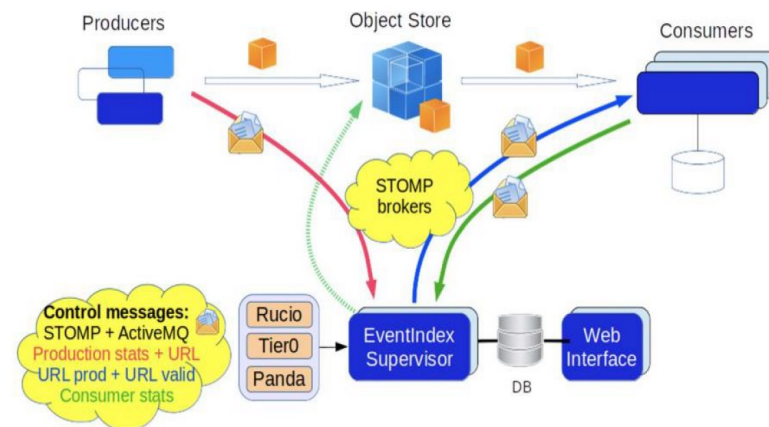 Producers
Object Store
Consumers
STOMP
brokers
Control messages:
STOMP + ActiveMQ
Production stats + URL
URL prod + URL valid
Consumer stats
Rucio
Tier0
Panda
EventIndex
Supervisor
DB
Web
Interface